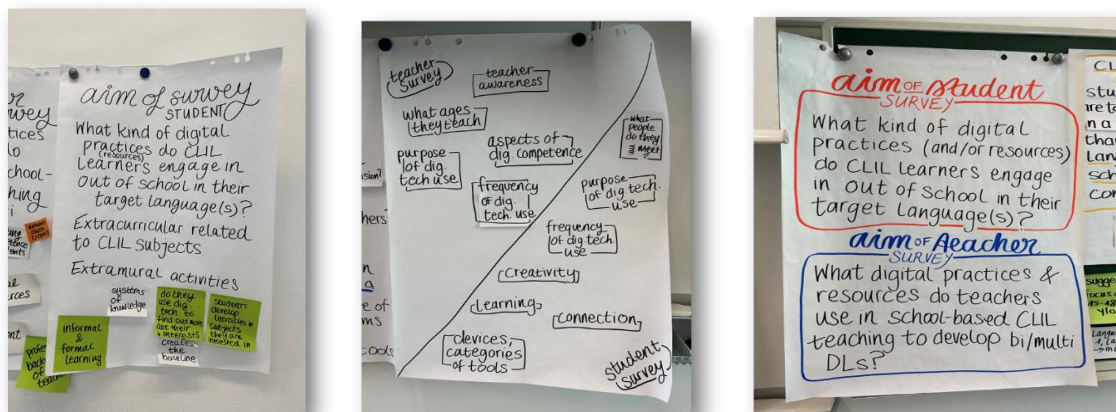 aim of survey
STUDENT
What kind of digital
practices do CLIL
(resources)
Learners engage in
out of school in their
target language(s)?
Extracurricular related
to CLIL subjects
Extramural activities
systems
of
knowledge
do they
use dig.
tech. to
find out more
abt their
interests
creates
the
baseline
Students
develop
literacies in
subjects
they are
interested in
informal
&
formal
learning
teacher
survey
teacher
awareness
what ages
they teach
aspects of
dig. competence
purpose
of dig.
tech use
frequency
of dig.
tech. use
what
people
do they
meet
purpose
of dig. tech.
use
frequency
of dig. tech.
use
creativity
learning
connection
devices,
categories
of tools
student
survey
aim OF student
SURVEY
What kind of digital
practices (and/or resources)
do CLIL Learners engage
in out of school in their
target Language(s)?
aim OF teacher
SURVEY
What digital practices &
resources do teachers
use in school-based CLIL
teaching to develop bi/multi
DLs?